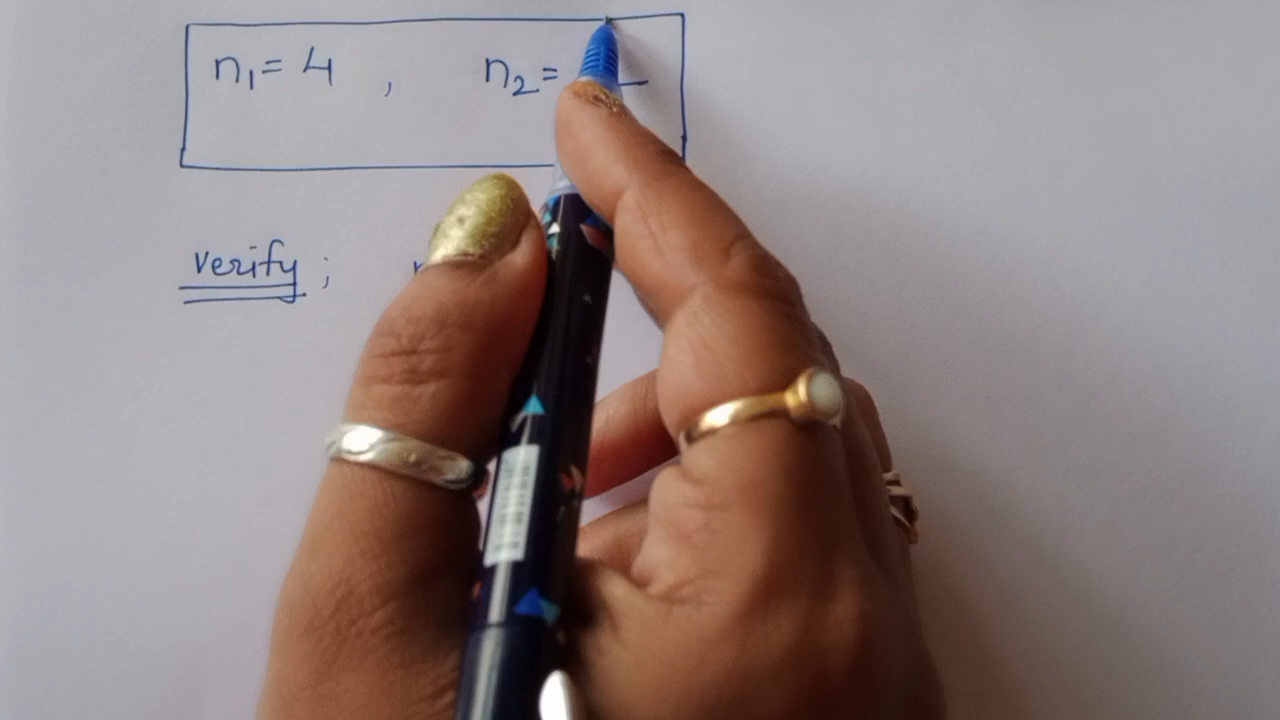 n₁ = 4 , n₂ =
verify ;